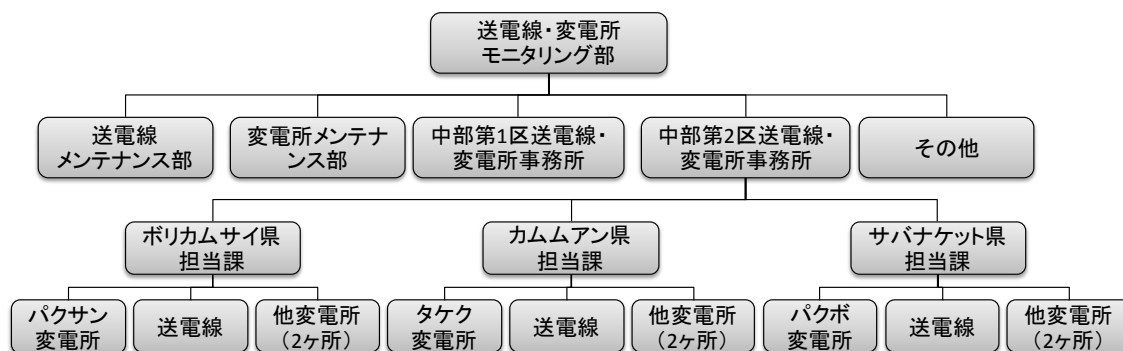 送電線・変電所
モニタリング部
送電線
メンテナンス部
変電所メンテナ
ンス部
中部第1区送電線・
変電所事務所
中部第2区送電線・
変電所事務所
その他
ボリカムサイ県
担当課
カムムアン県
担当課
サバナケット県
担当課
パクサン
変電所
送電線
他変電所
（2ヶ所）
タケク
変電所
送電線
他変電所
（2ヶ所）
パクボ
変電所
送電線
他変電所
（2ヶ所）